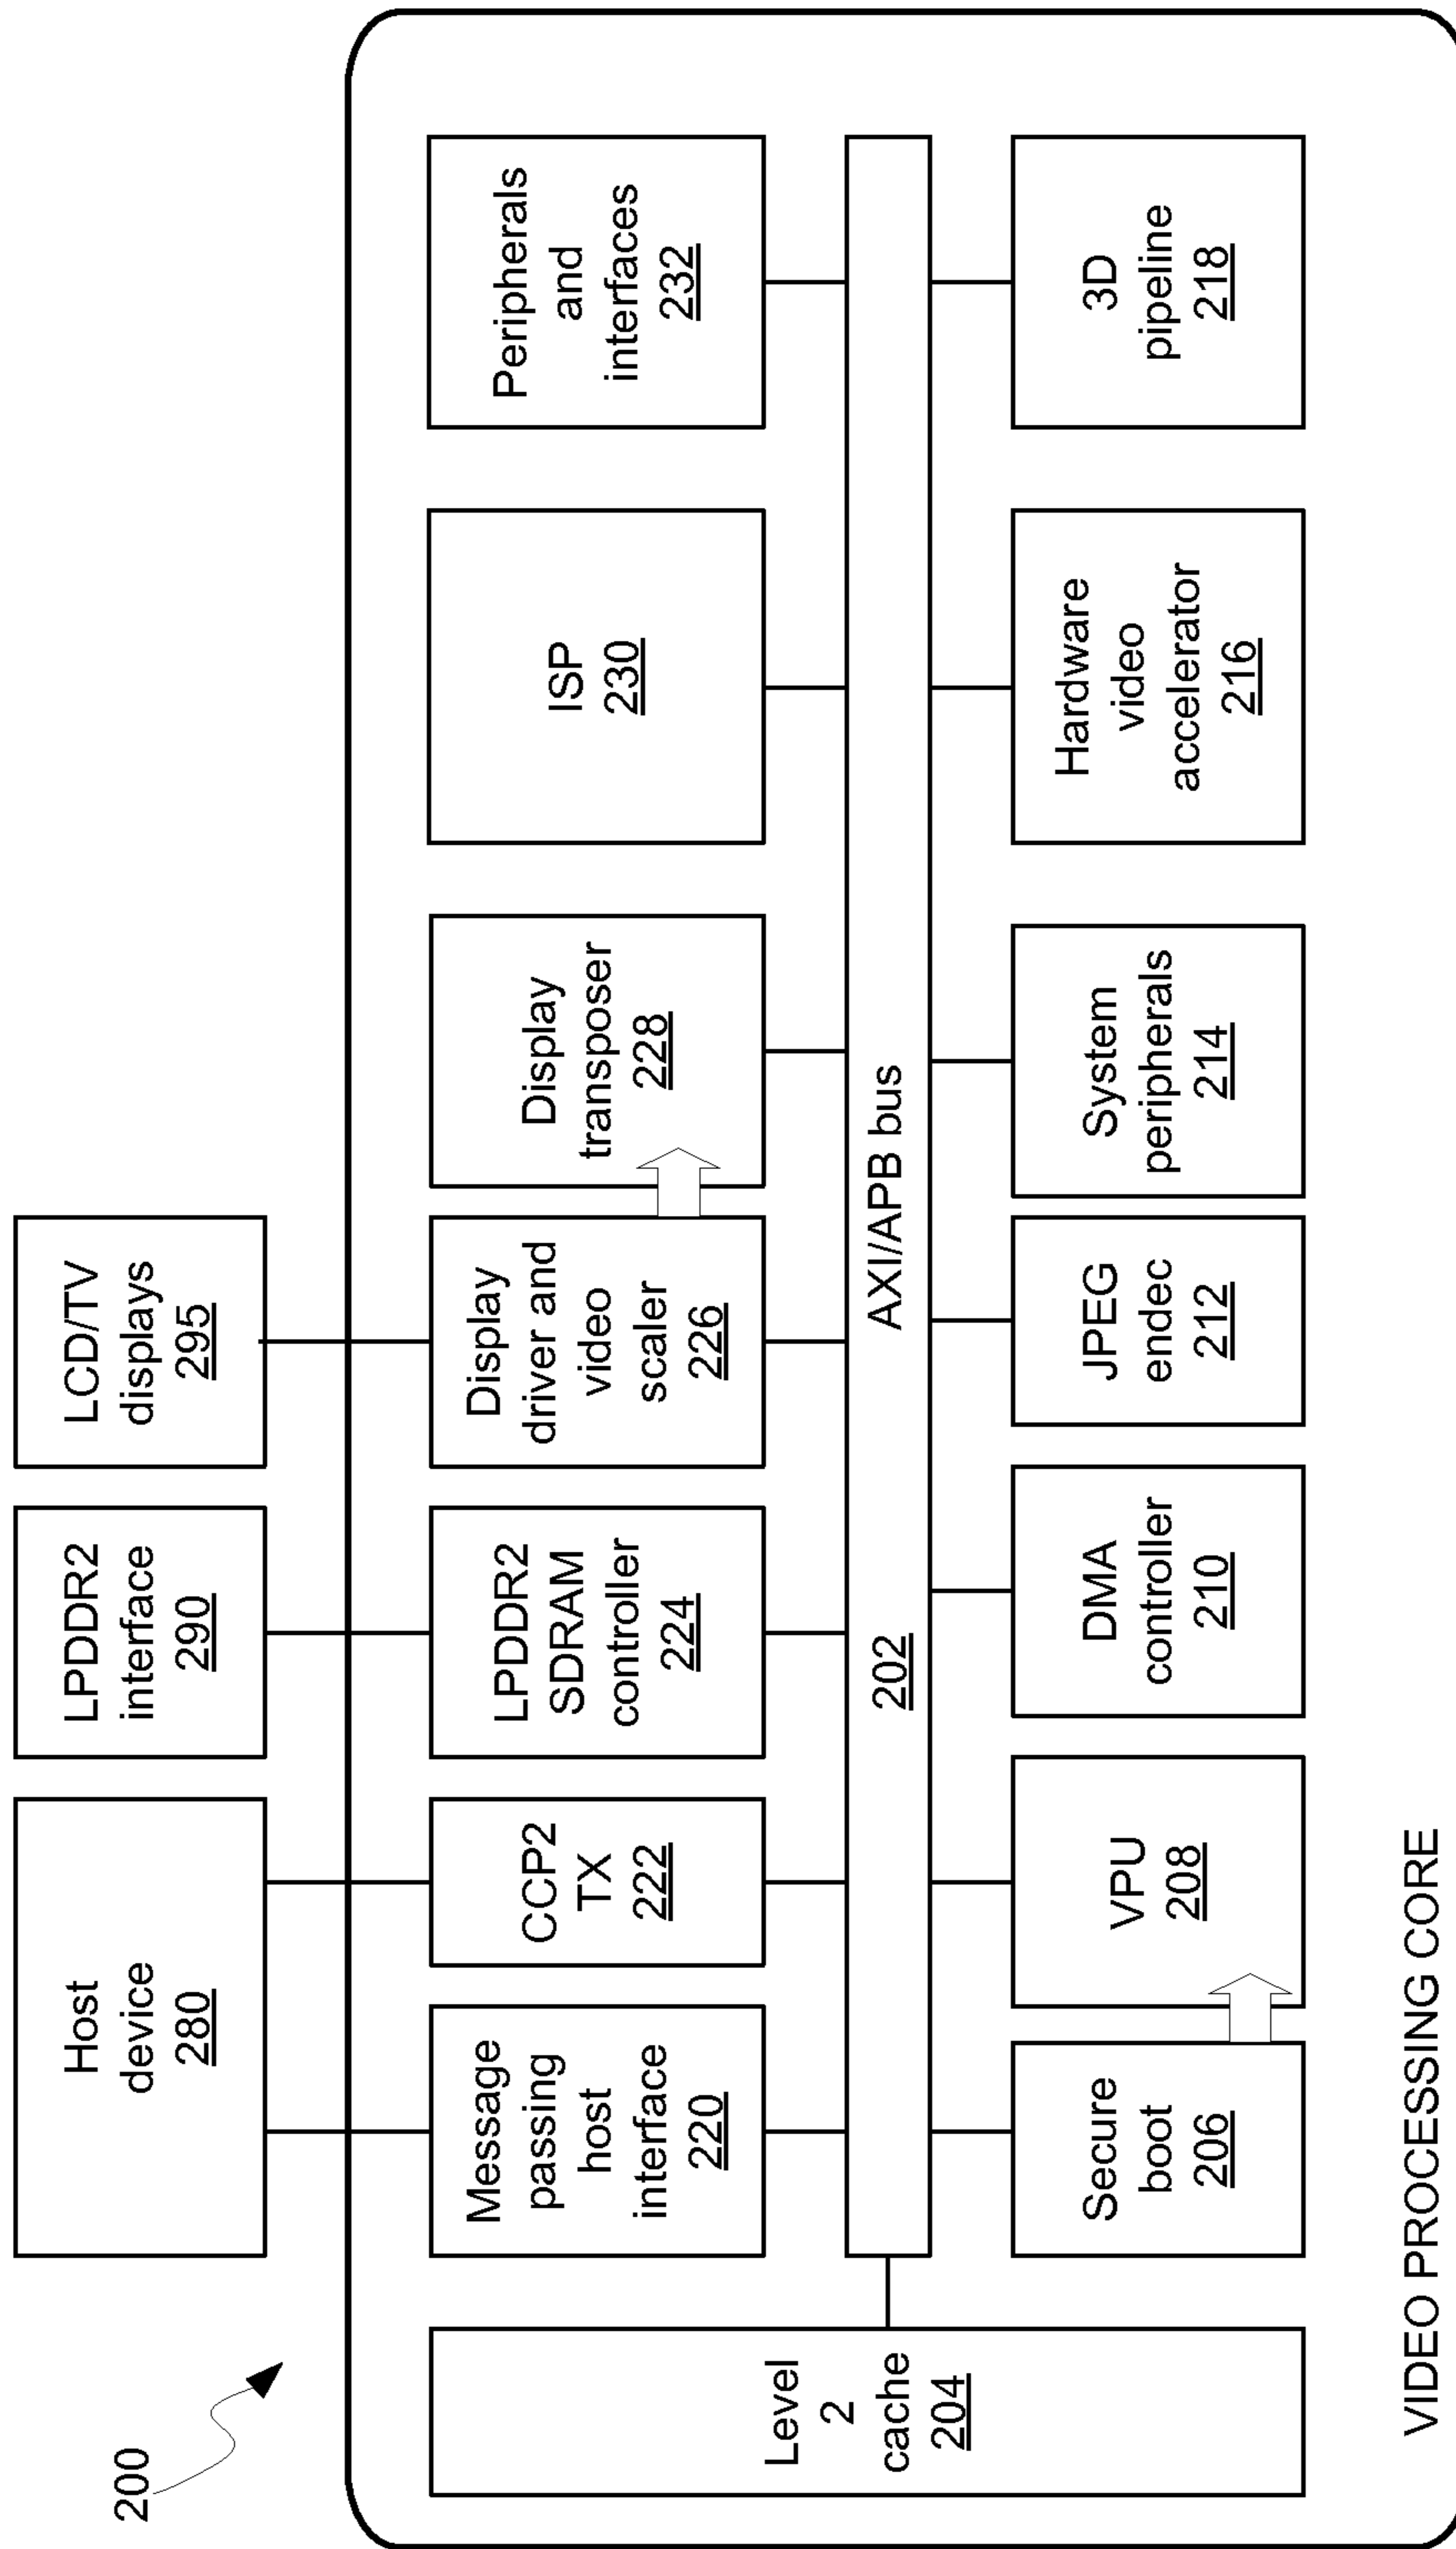 200
Host
device
280
LPDDR2
interface
290
LCD/TV
displays
295
Level
2
cache
204
Message
passing
host
interface
220
CCP2
TX
222
LPDDR2
SDRAM
controller
224
Display
driver and
video
scaler
226
Display
transposer
228
ISP
230
Peripherals
and
interfaces
232
202
AXI/APB bus
Secure
boot
206
VPU
208
DMA
controller
210
JPEG
endec
212
System
peripherals
214
Hardware
video
accelerator
216
3D
pipeline
218
VIDEO PROCESSING CORE